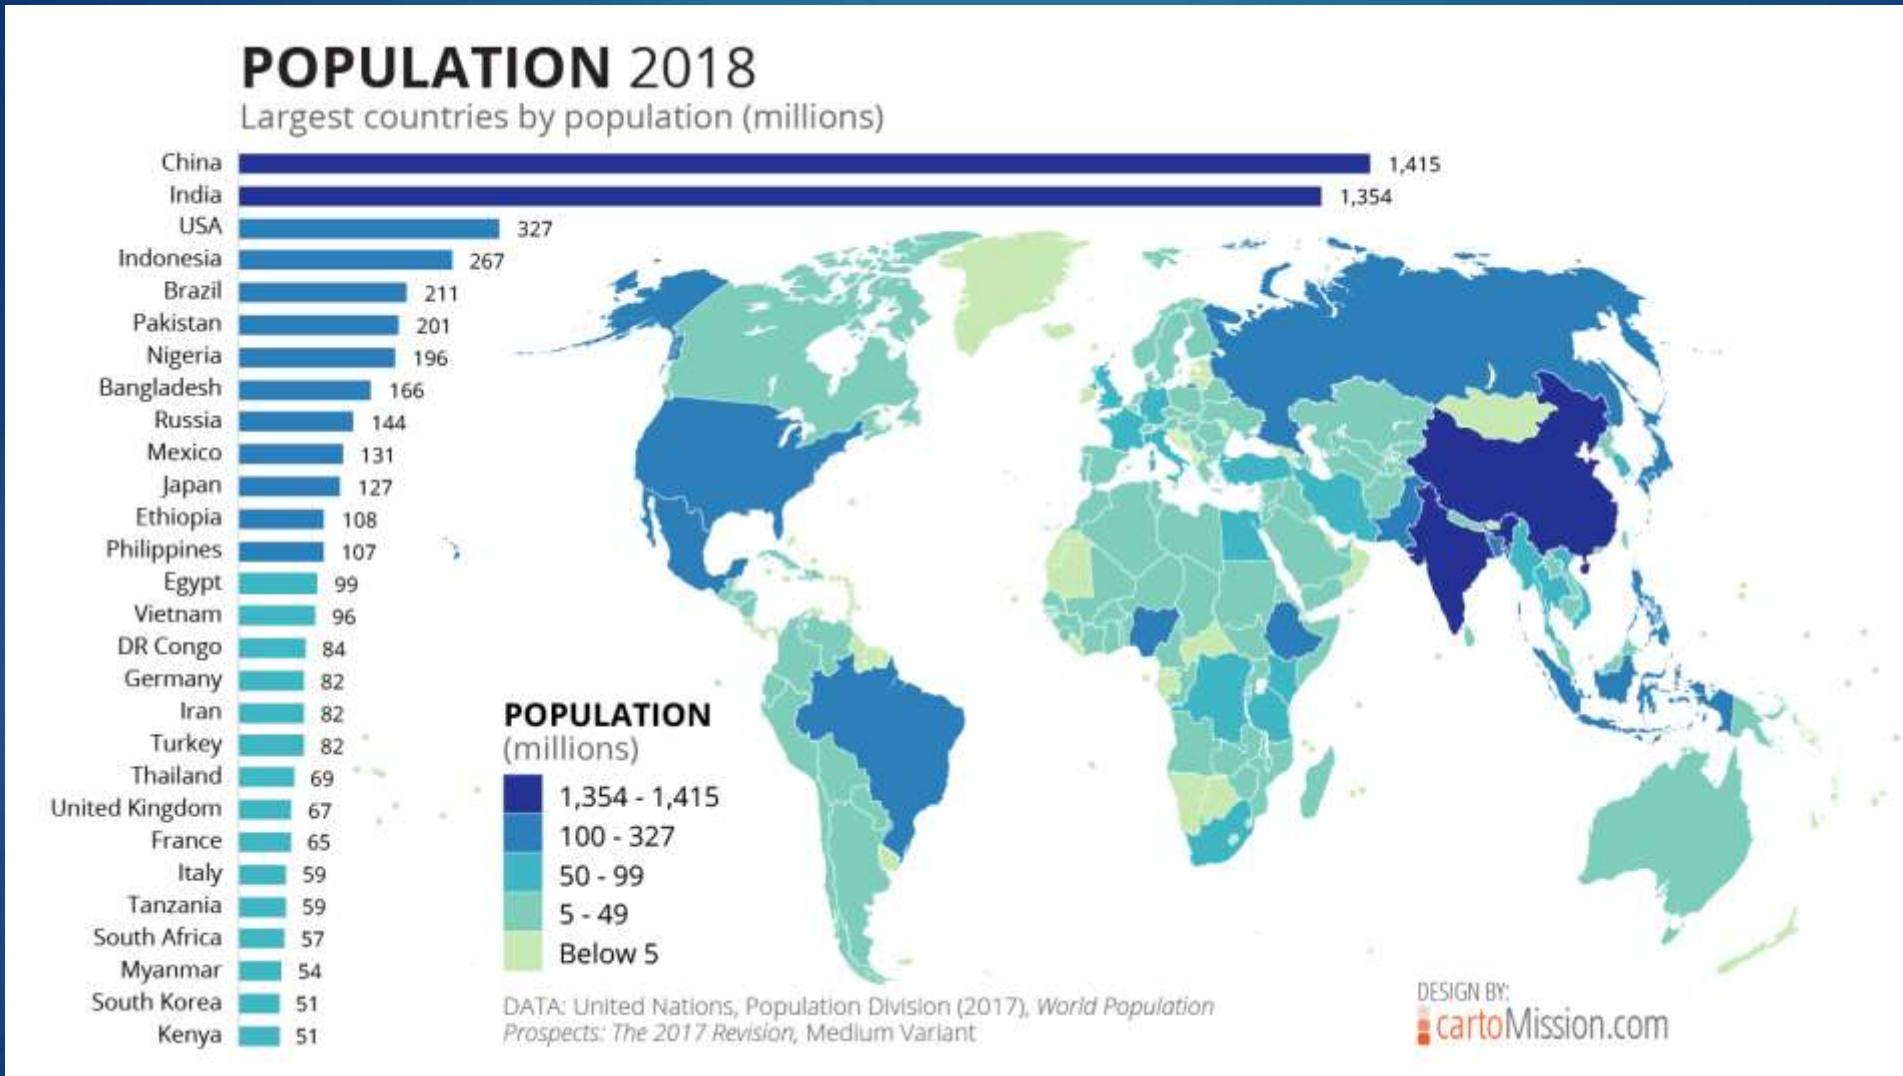 POPULATION 2018
Largest countries by population (millions)
China 1,415
India 1,354
USA 327
Indonesia 267
Brazil 211
Pakistan 201
Nigeria 196
Bangladesh 166
Russia 144
Mexico 131
Japan 127
Ethiopia 108
Philippines 107
Egypt 99
Vietnam 96
DR Congo 84
Germany 82
Iran 82
Turkey 82
Thailand 69
United Kingdom 67
France 65
Italy 59
Tanzania 59
South Africa 57
Myanmar 54
South Korea 51
Kenya 51
POPULATION
(millions)
1,354 - 1,415
100 - 327
50 - 99
5 - 49
Below 5
DATA: United Nations, Population Division (2017), World Population
Prospects: The 2017 Revision, Medium Variant
DESIGN BY:
cartoMission.com